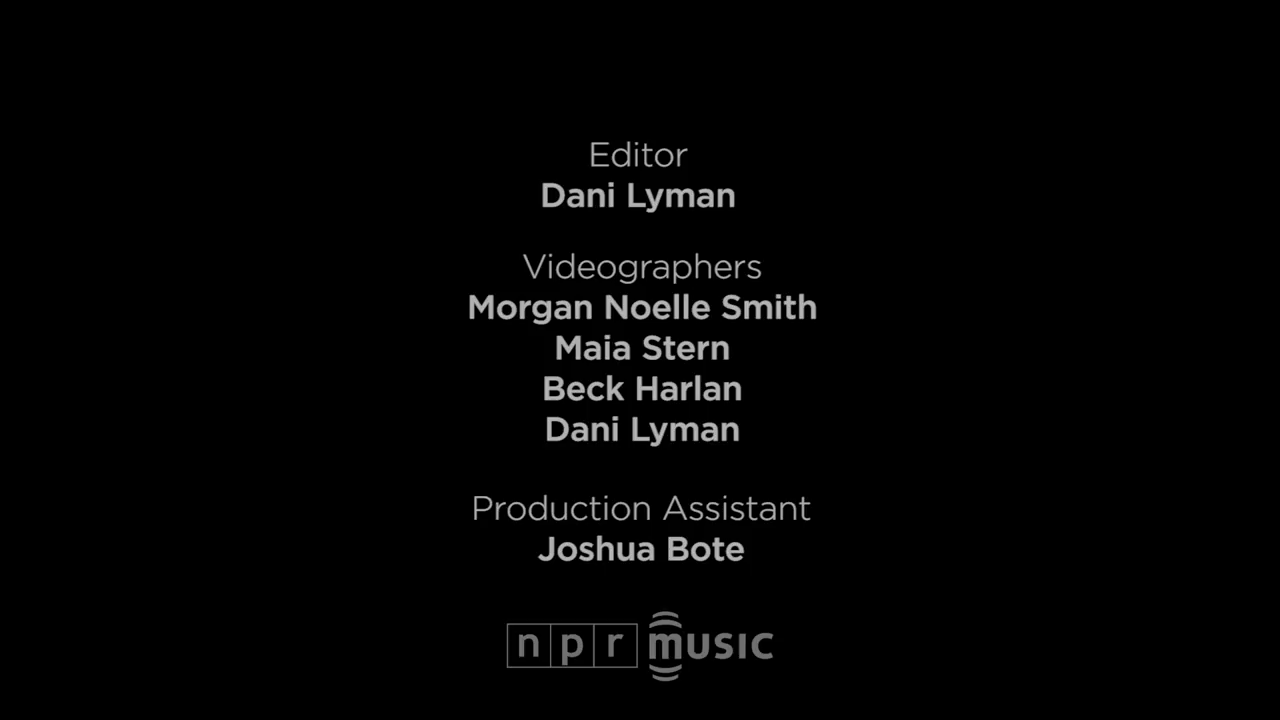 Editor
Dani Lyman
Videographers
Morgan Noelle Smith
Maia Stern
Beck Harlan
Dani Lyman
Production Assistant
Joshua Bote
npr music